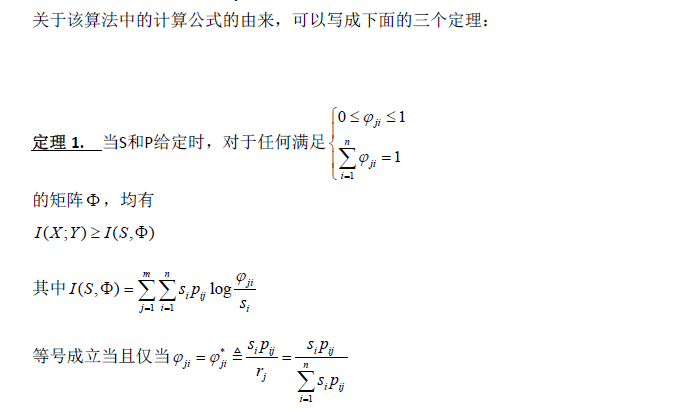 关于该算法中的计算公式的由来，可以写成下面的三个定理：
定理 1. 当S和P给定时，对于任何满足 $\begin{cases} 0 \le \varphi_{ji} \le 1 \\ \sum_{i=1}^{n} \varphi_{ji} = 1 \end{cases}$
的矩阵 Φ，均有
$I(X;Y) \ge I(S,\Phi)$
其中 $I(S,\Phi) = \sum_{j=1}^{m} \sum_{i=1}^{n} s_i p_{ij} \log \frac{\varphi_{ji}}{s_i}$
等号成立当且仅当 $\varphi_{ji} = \varphi_{ji}^{*} \triangleq \frac{s_i p_{ij}}{r_j} = \frac{s_i p_{ij}}{\sum_{i=1}^{n} s_i p_{ij}}$